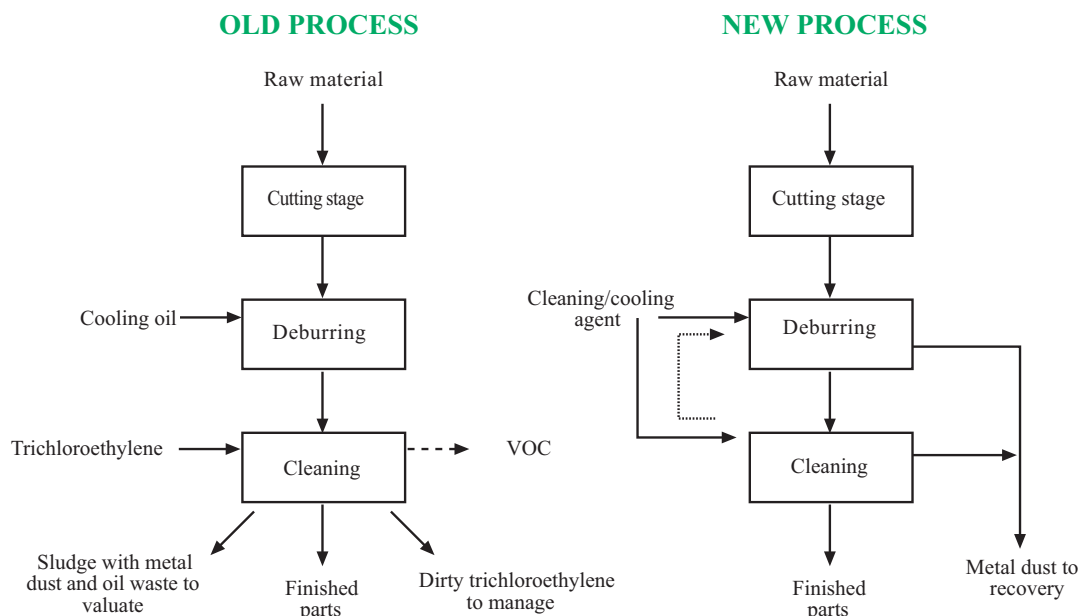 OLD PROCESS
Raw material
Cutting stage
Cooling oil
Deburring
Trichloroethylene
Cleaning
VOC
Sludge with metal
dust and oil waste to
valuate
Finished
parts
Dirty trichloroethylene
to manage
NEW PROCESS
Raw material
Cutting stage
Cleaning/cooling
agent
Deburring
Cleaning
Finished
parts
Metal dust to
recovery